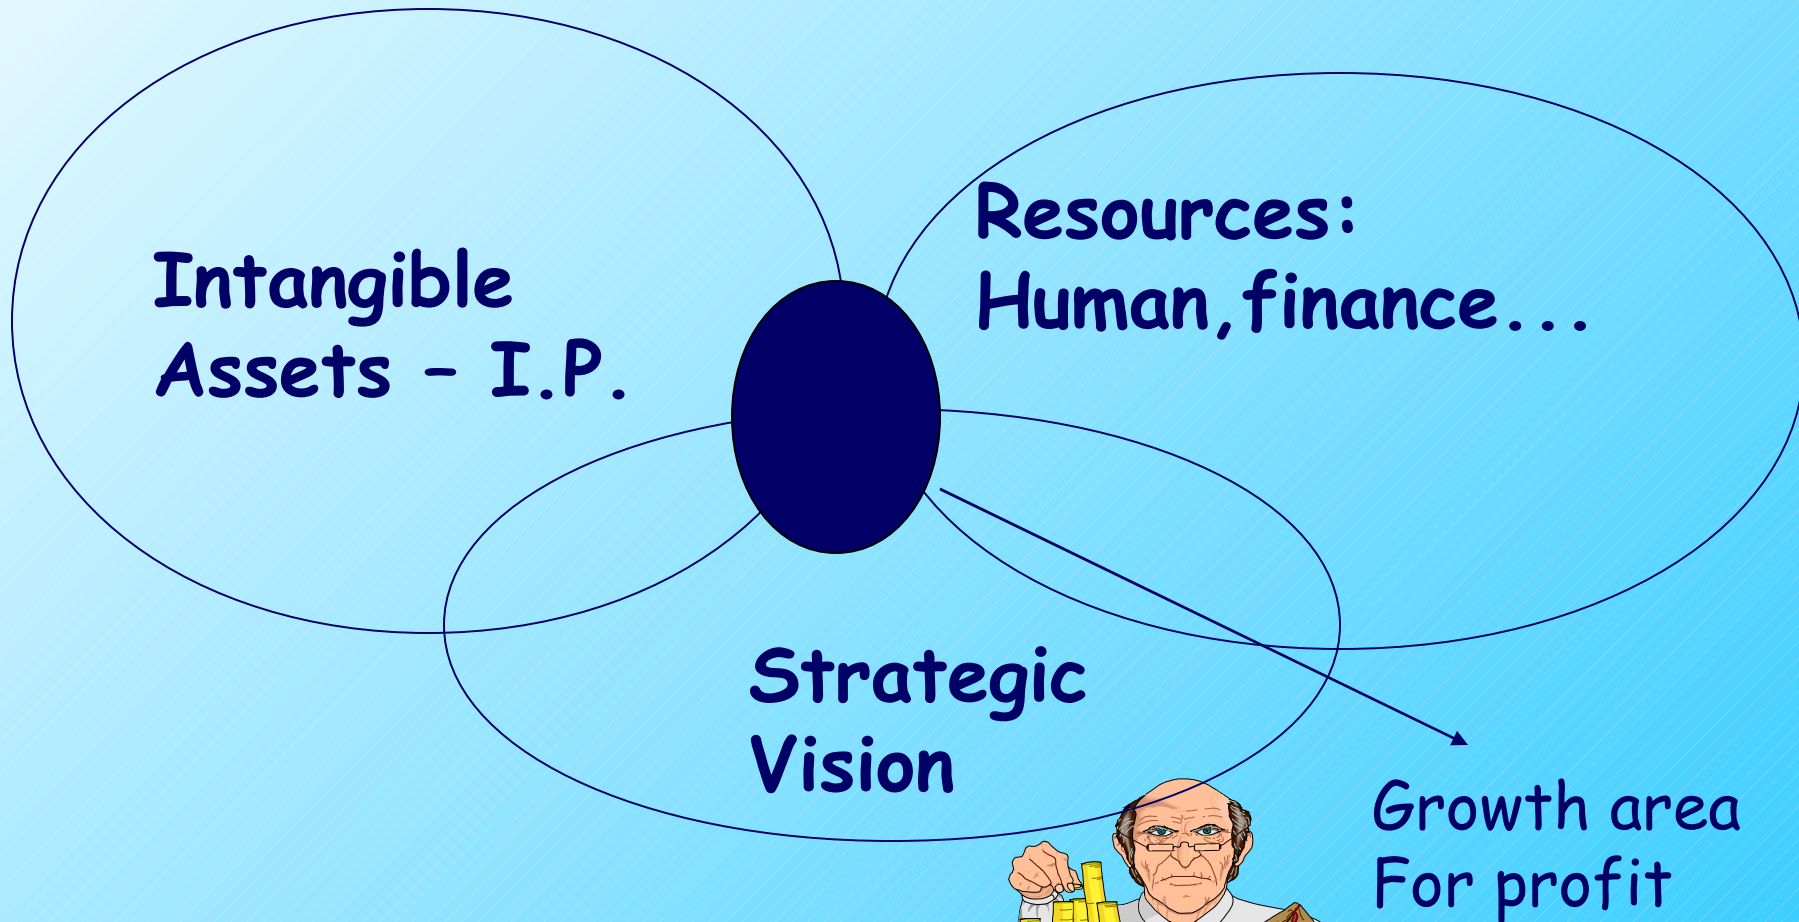 Intangible
Assets – I.P.
Resources:
Human,finance...
Strategic
Vision
Growth area
For profit